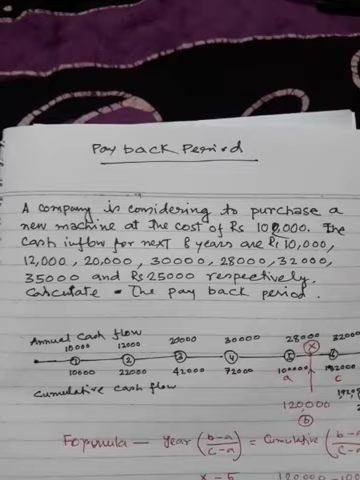 Pay back Period
A company is considering to purchase a
new machine at the cost of Rs 100,000. The
Cash inflow for next 8 years are Rs 10,000,
12,000, 20,000, 30000, 28000, 32000,
35000 and Rs 25000 respectively.
Calculate - The pay back period.
Annual Cash flow
10000 12000 20000 30000 28000 32000
1 2 3 4 5 x 6
10000 22000 42000 72000 100000 132000
Cumulative Cash flow
a c
120,000
b
Formula — Year (b-a/c-a) = Cumulative (b-a/c-a
x - 5